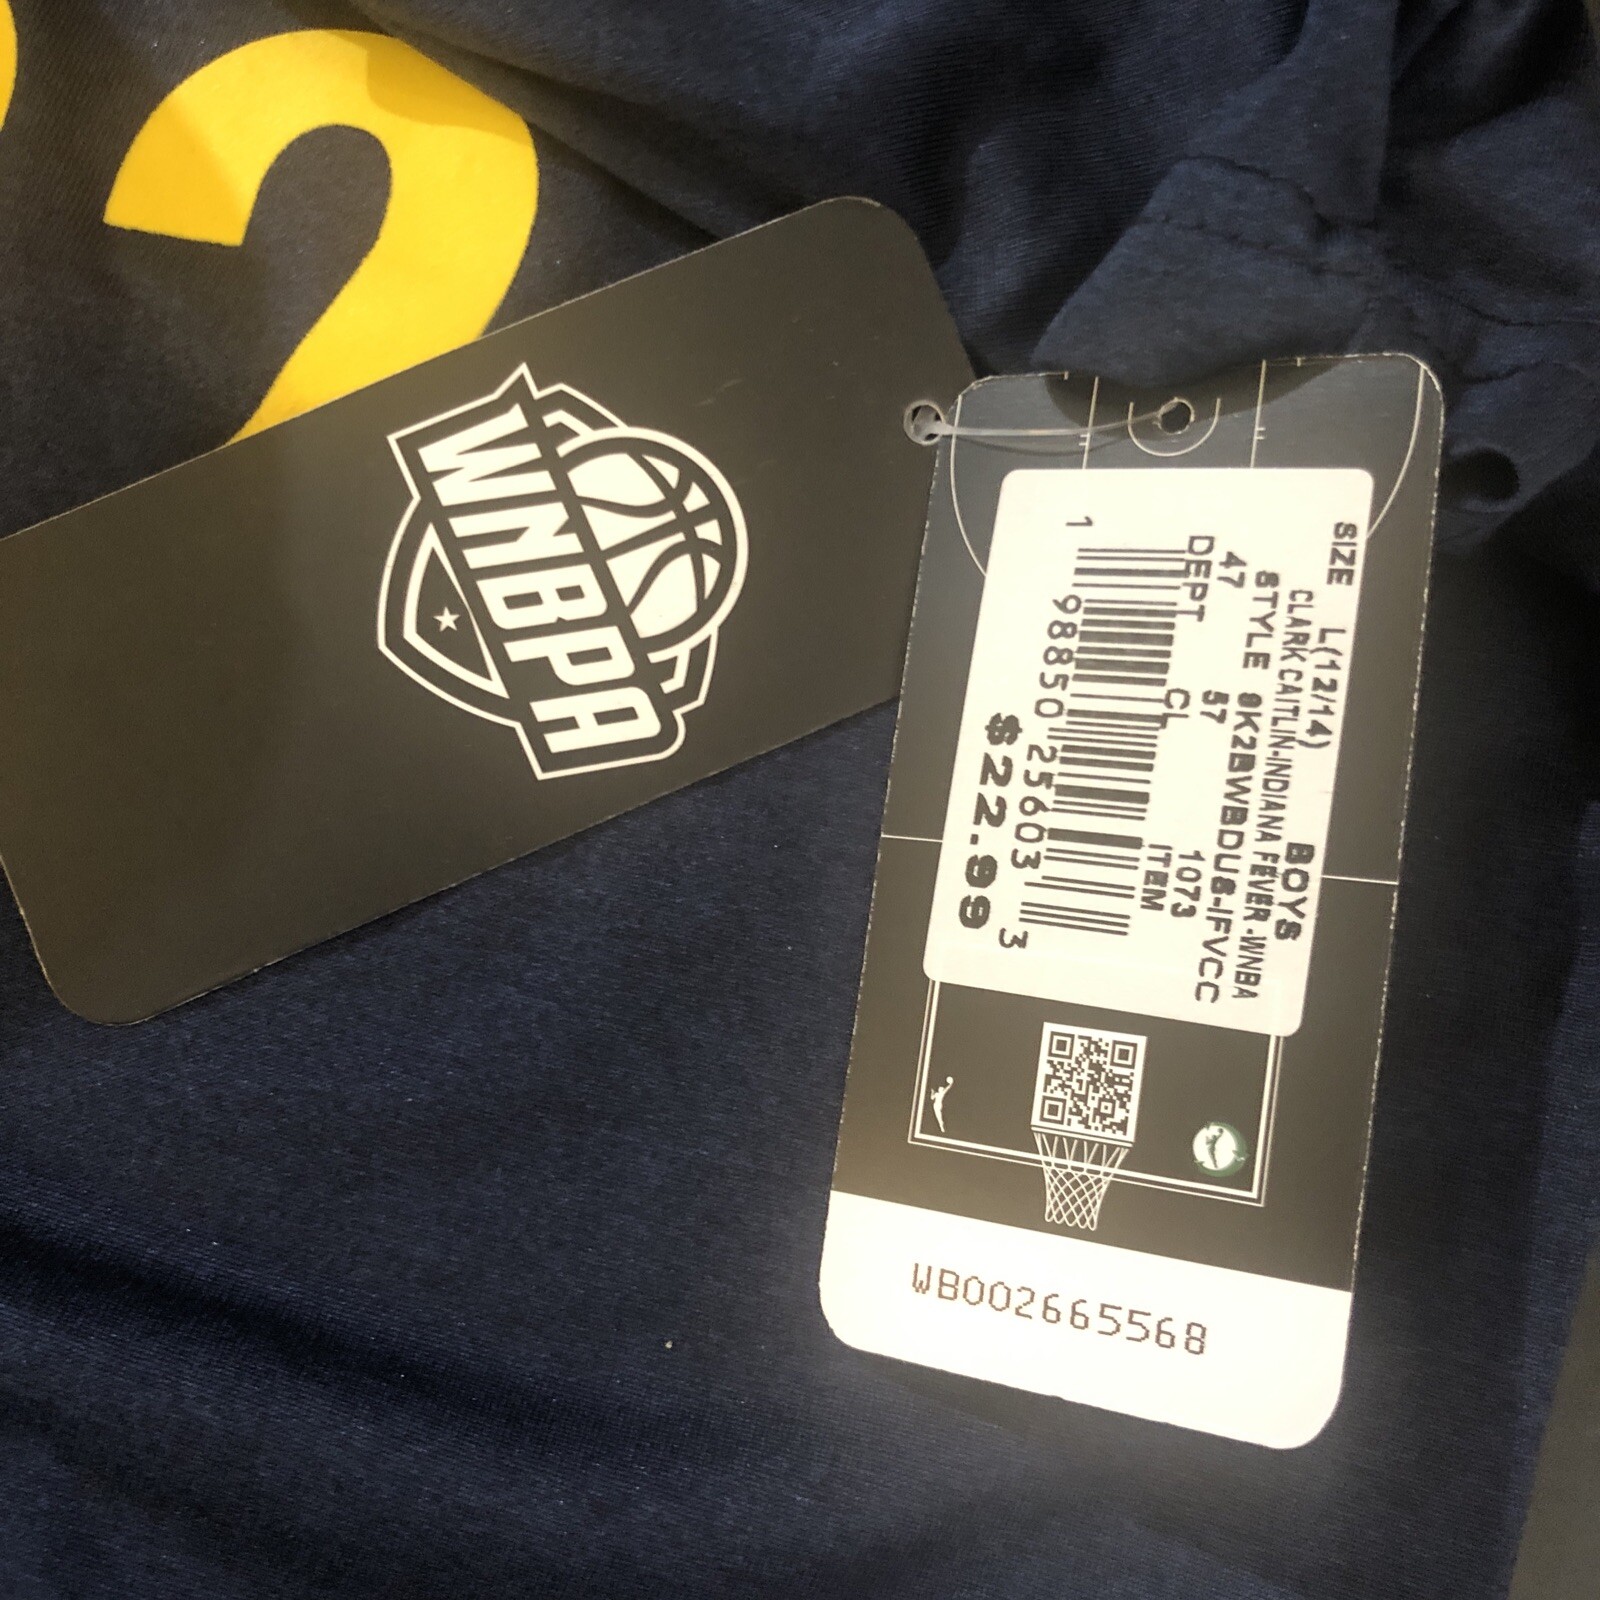 2
WNBPA
SIZE L(12/14) BOYS
CLARK CAITLIN-INDIANA FEVER -WNBA
STYLE 8K2BWBDU8-IFVCC
47 57 1073
DEPT CL ITEM
1 98850 25603 3
$22.99
WB002665568